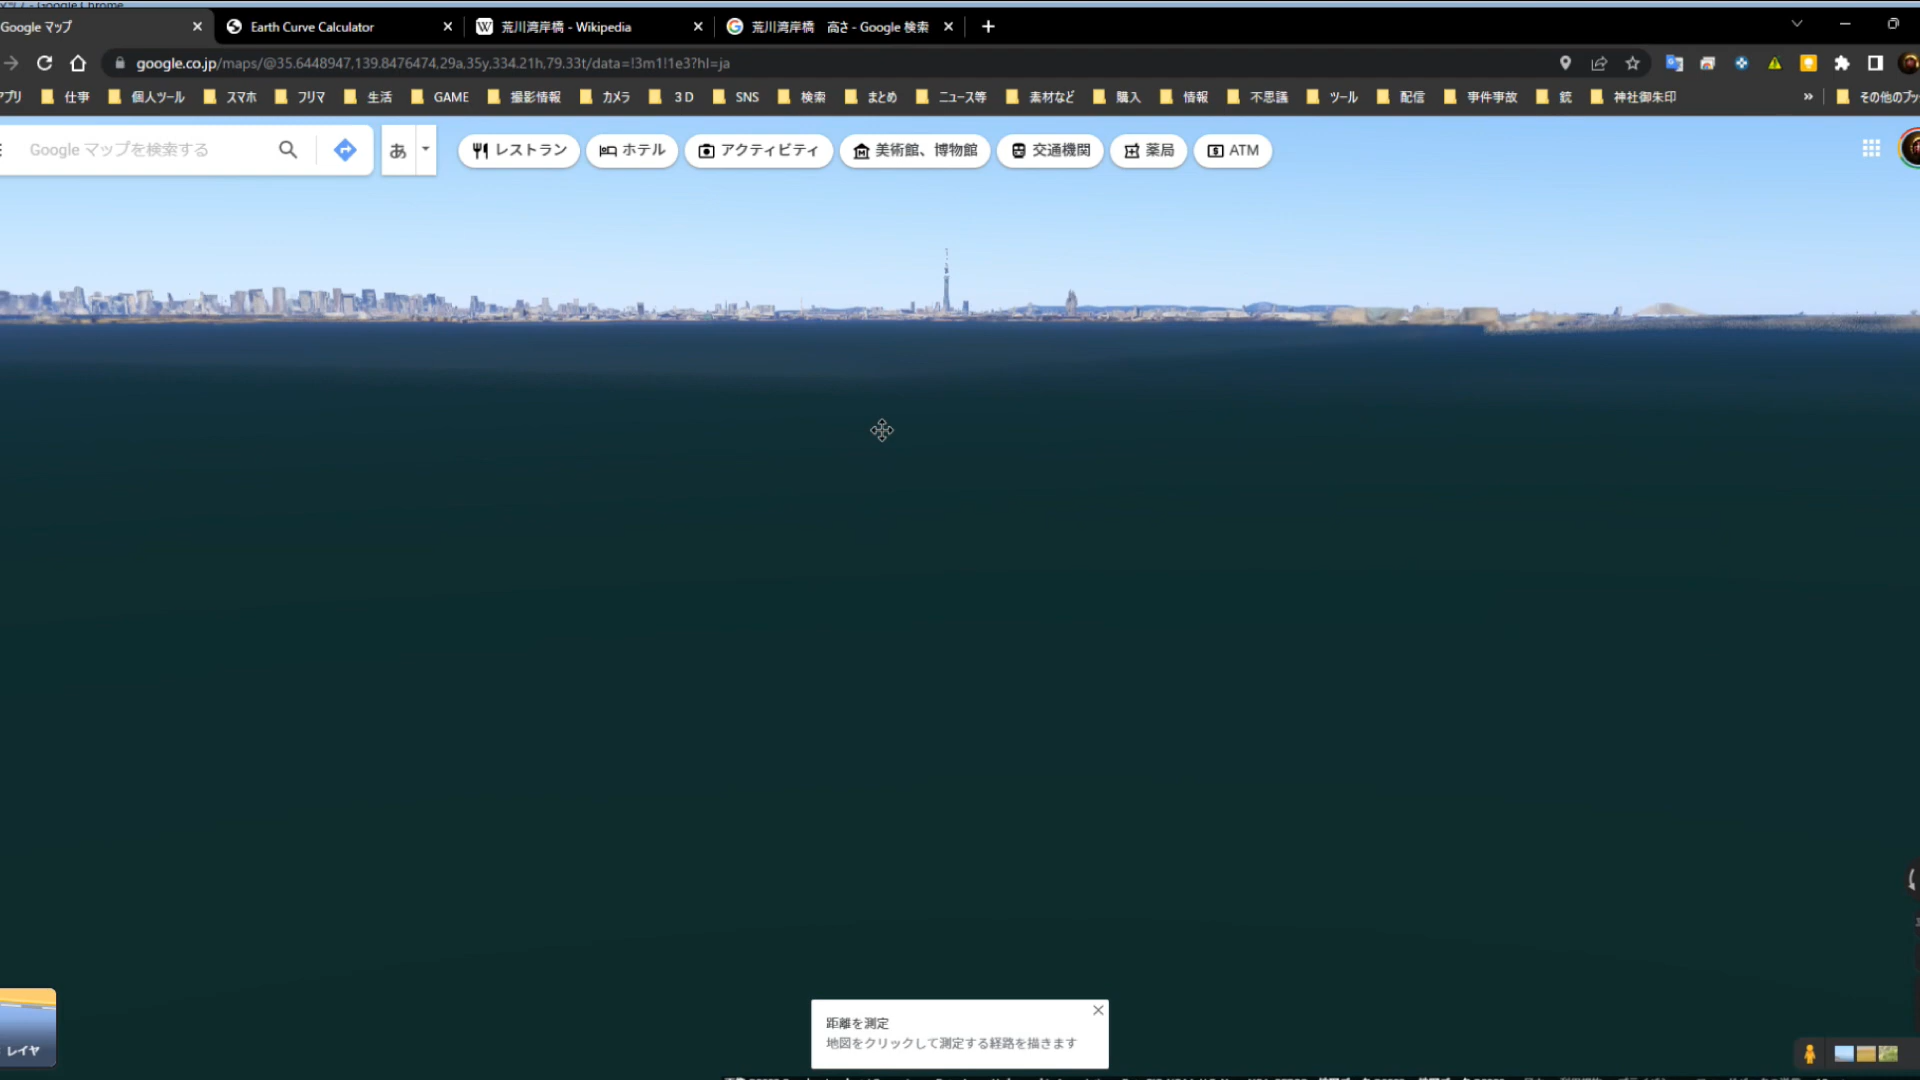 Google マップ
Earth Curve Calculator
荒川湾岸橋 - Wikipedia
荒川湾岸橋 高さ - Google 検索
google.co.jp/maps/@35.6448947,139.8476474,29a,35y,334.21h,79.33t/data=!3m1!1e3?hl=ja
プリ 仕事 個人ツール スマホ フリマ 生活 GAME 撮影情報 カメラ 3D SNS 検索 まとめ ニュース等 素材など 購入 情報 不思議 ツール 配信 事件事故 銃 神社御朱印 » その他のブッ
Google マップを検索する
あ
レストラン
ホテル
アクティビティ
美術館、博物館
交通機関
薬局
ATM
距離を測定
地図をクリックして測定する経路を描きます
レイヤ